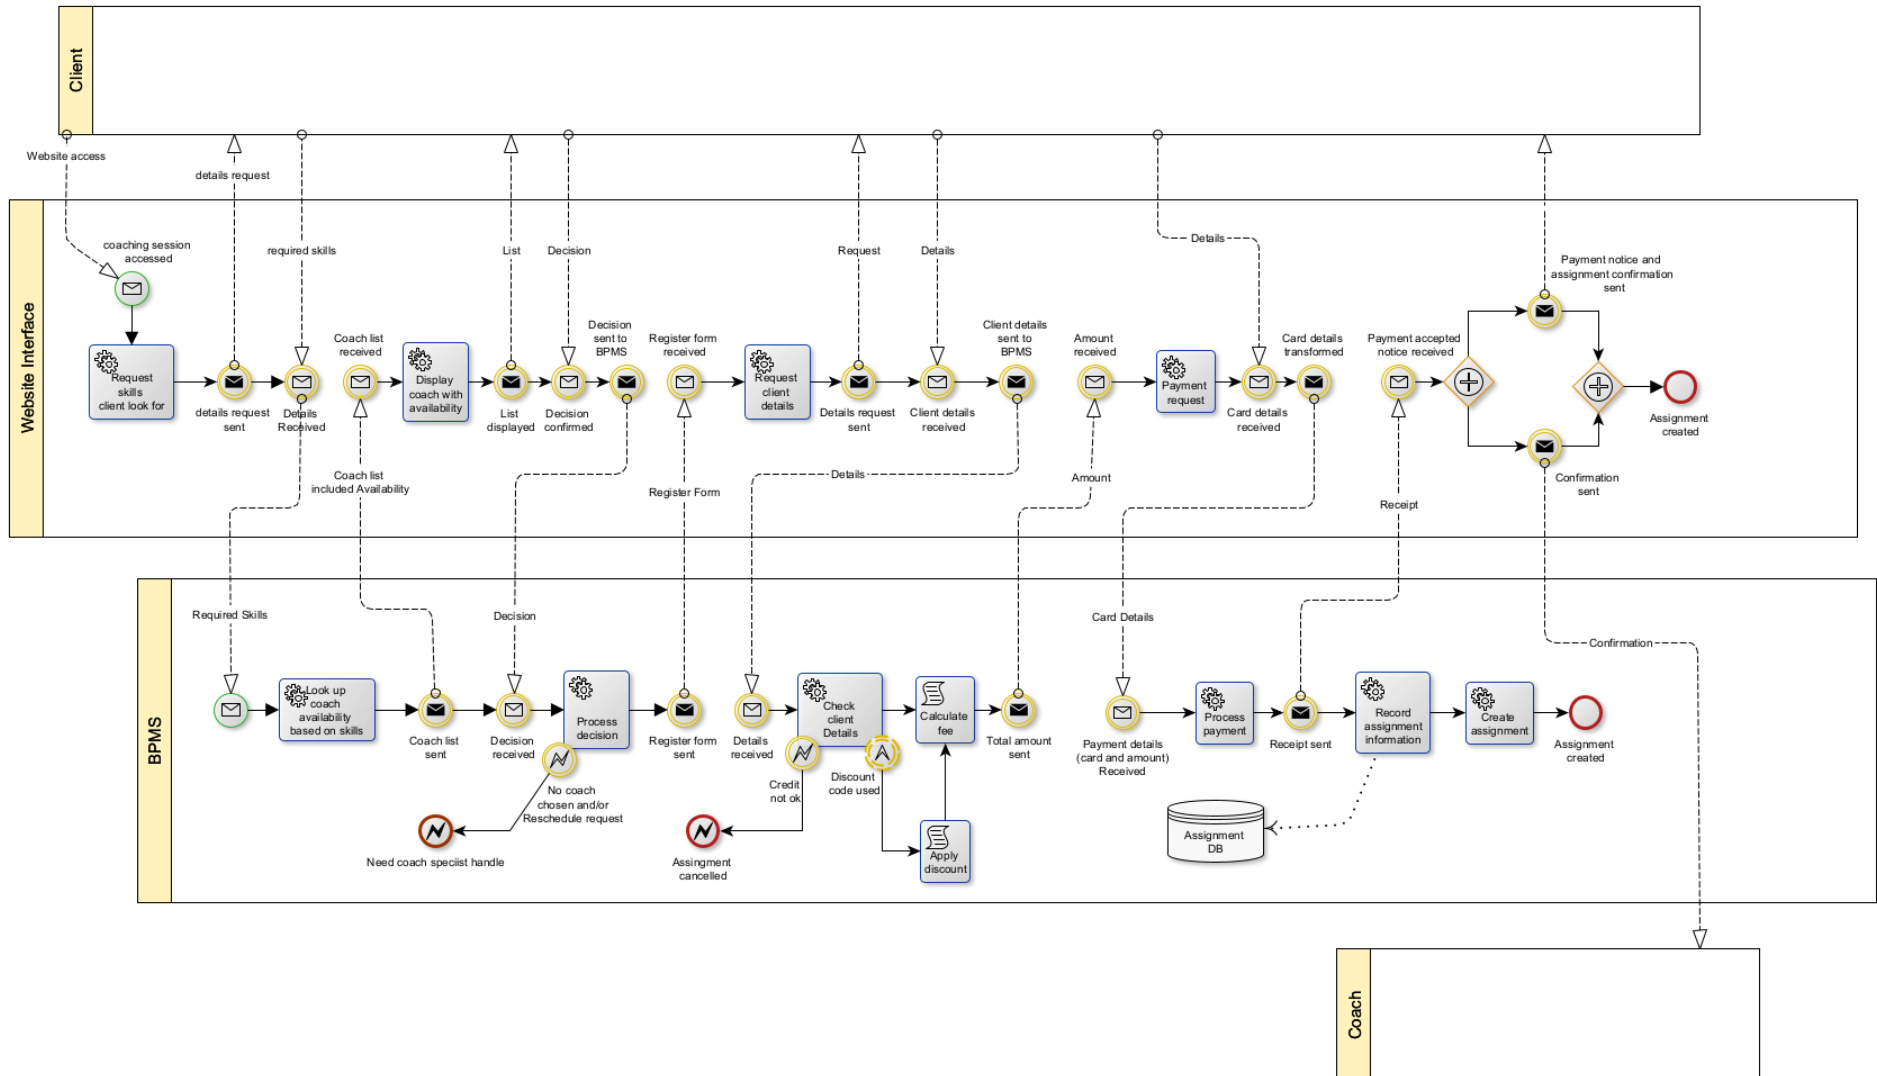 Client
Website access
details request
Website Interface
coaching session
accessed
required skills
List
Decision
Request
Details
Details
Payment notice and
assignment confirmation
sent
Request
skills
client look for
details request
sent
Details
Received
Coach list
received
Display
coach with
availability
List
displayed
Decision
confirmed
Decision
sent to
BPMS
Register form
received
Request
client
details
Details request
sent
Client details
received
Client details
sent to
BPMS
Amount
received
Payment
request
Card details
received
Card details
transformed
Payment accepted
notice received
Assignment
created
Confirmation
sent
Coach list
included Availability
Register Form
Details
Amount
Receipt
BPMS
Required Skills
Decision
Card Details
Confirmation
Look up
coach
availability
based on skills
Coach list
sent
Decision
received
Process
decision
Register form
sent
Details
received
Check
client
Details
Calculate
fee
Total amount
sent
Payment details
(card and amount)
Received
Process
payment
Receipt sent
Record
assignment
information
Create
assignment
Assignment
created
No coach
chosen and/or
Reschedule request
Need coach speciist handle
Credit
not ok
Discount
code used
Assingment
cancelled
Apply
discount
Assignment
DB
Coach